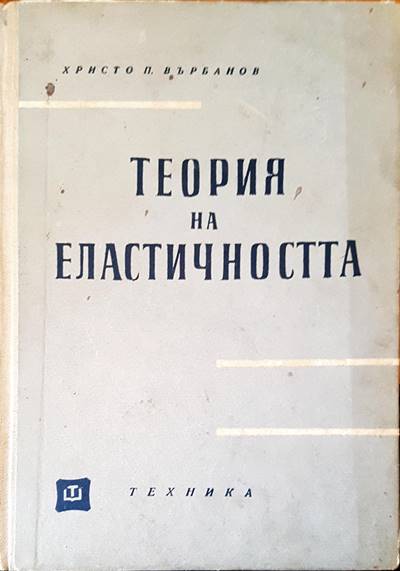 ХРИСТО П. ВЪРБАНОВ
ТЕОРИЯ
НА
ЕЛАСТИЧНОСТТА
ТЕХНИКА